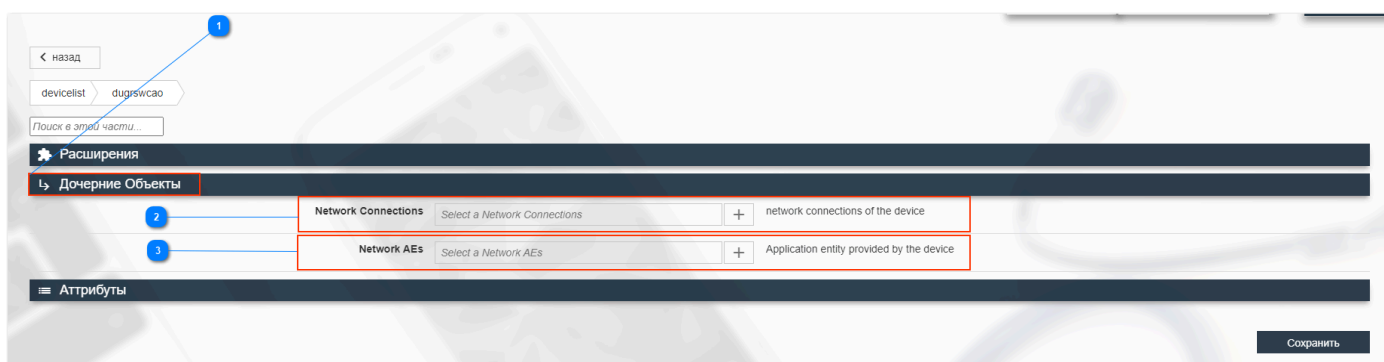 1
назад
devicelist dugrswcao
Поиск в этой части...
Расширения
Дочерние Объекты
2 Network Connections Select a Network Connections + network connections of the device
3 Network AEs Select a Network AEs + Application entity provided by the device
Аттрибуты
Сохранить